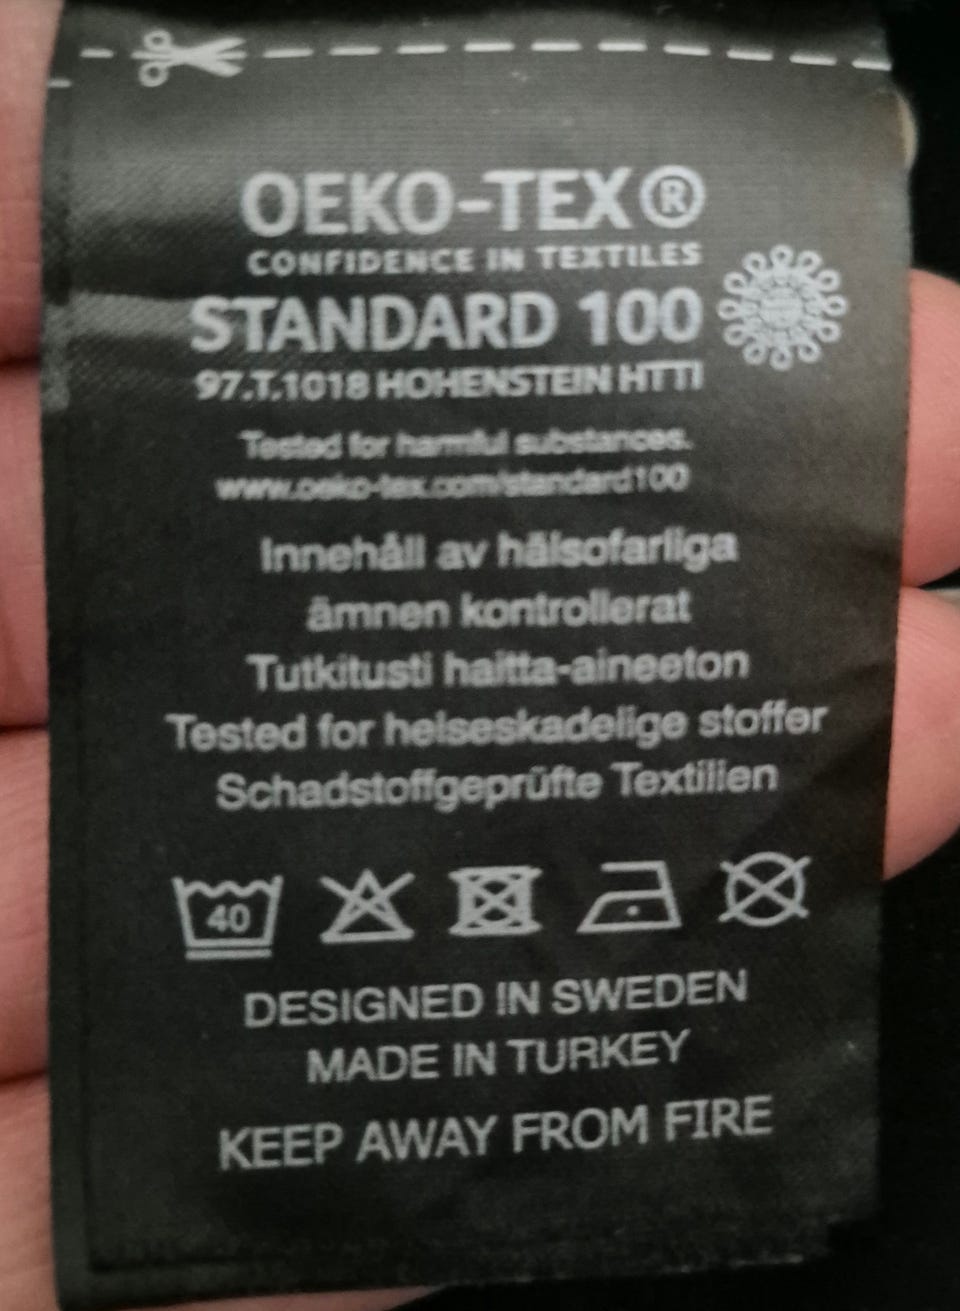 OEKO-TEX®
CONFIDENCE IN TEXTILES
STANDARD 100
97.T.1018 HOHENSTEIN HTTI
Tested for harmful substances.
www.oeko-tex.com/standard100
Innehåll av hälsofarliga
ämnen kontrollerat
Tutkitusti haitta-aineeton
Tested for helseskadelige stoffer
Schadstoffgeprüfte Textilien
40
DESIGNED IN SWEDEN
MADE IN TURKEY
KEEP AWAY FROM FIRE